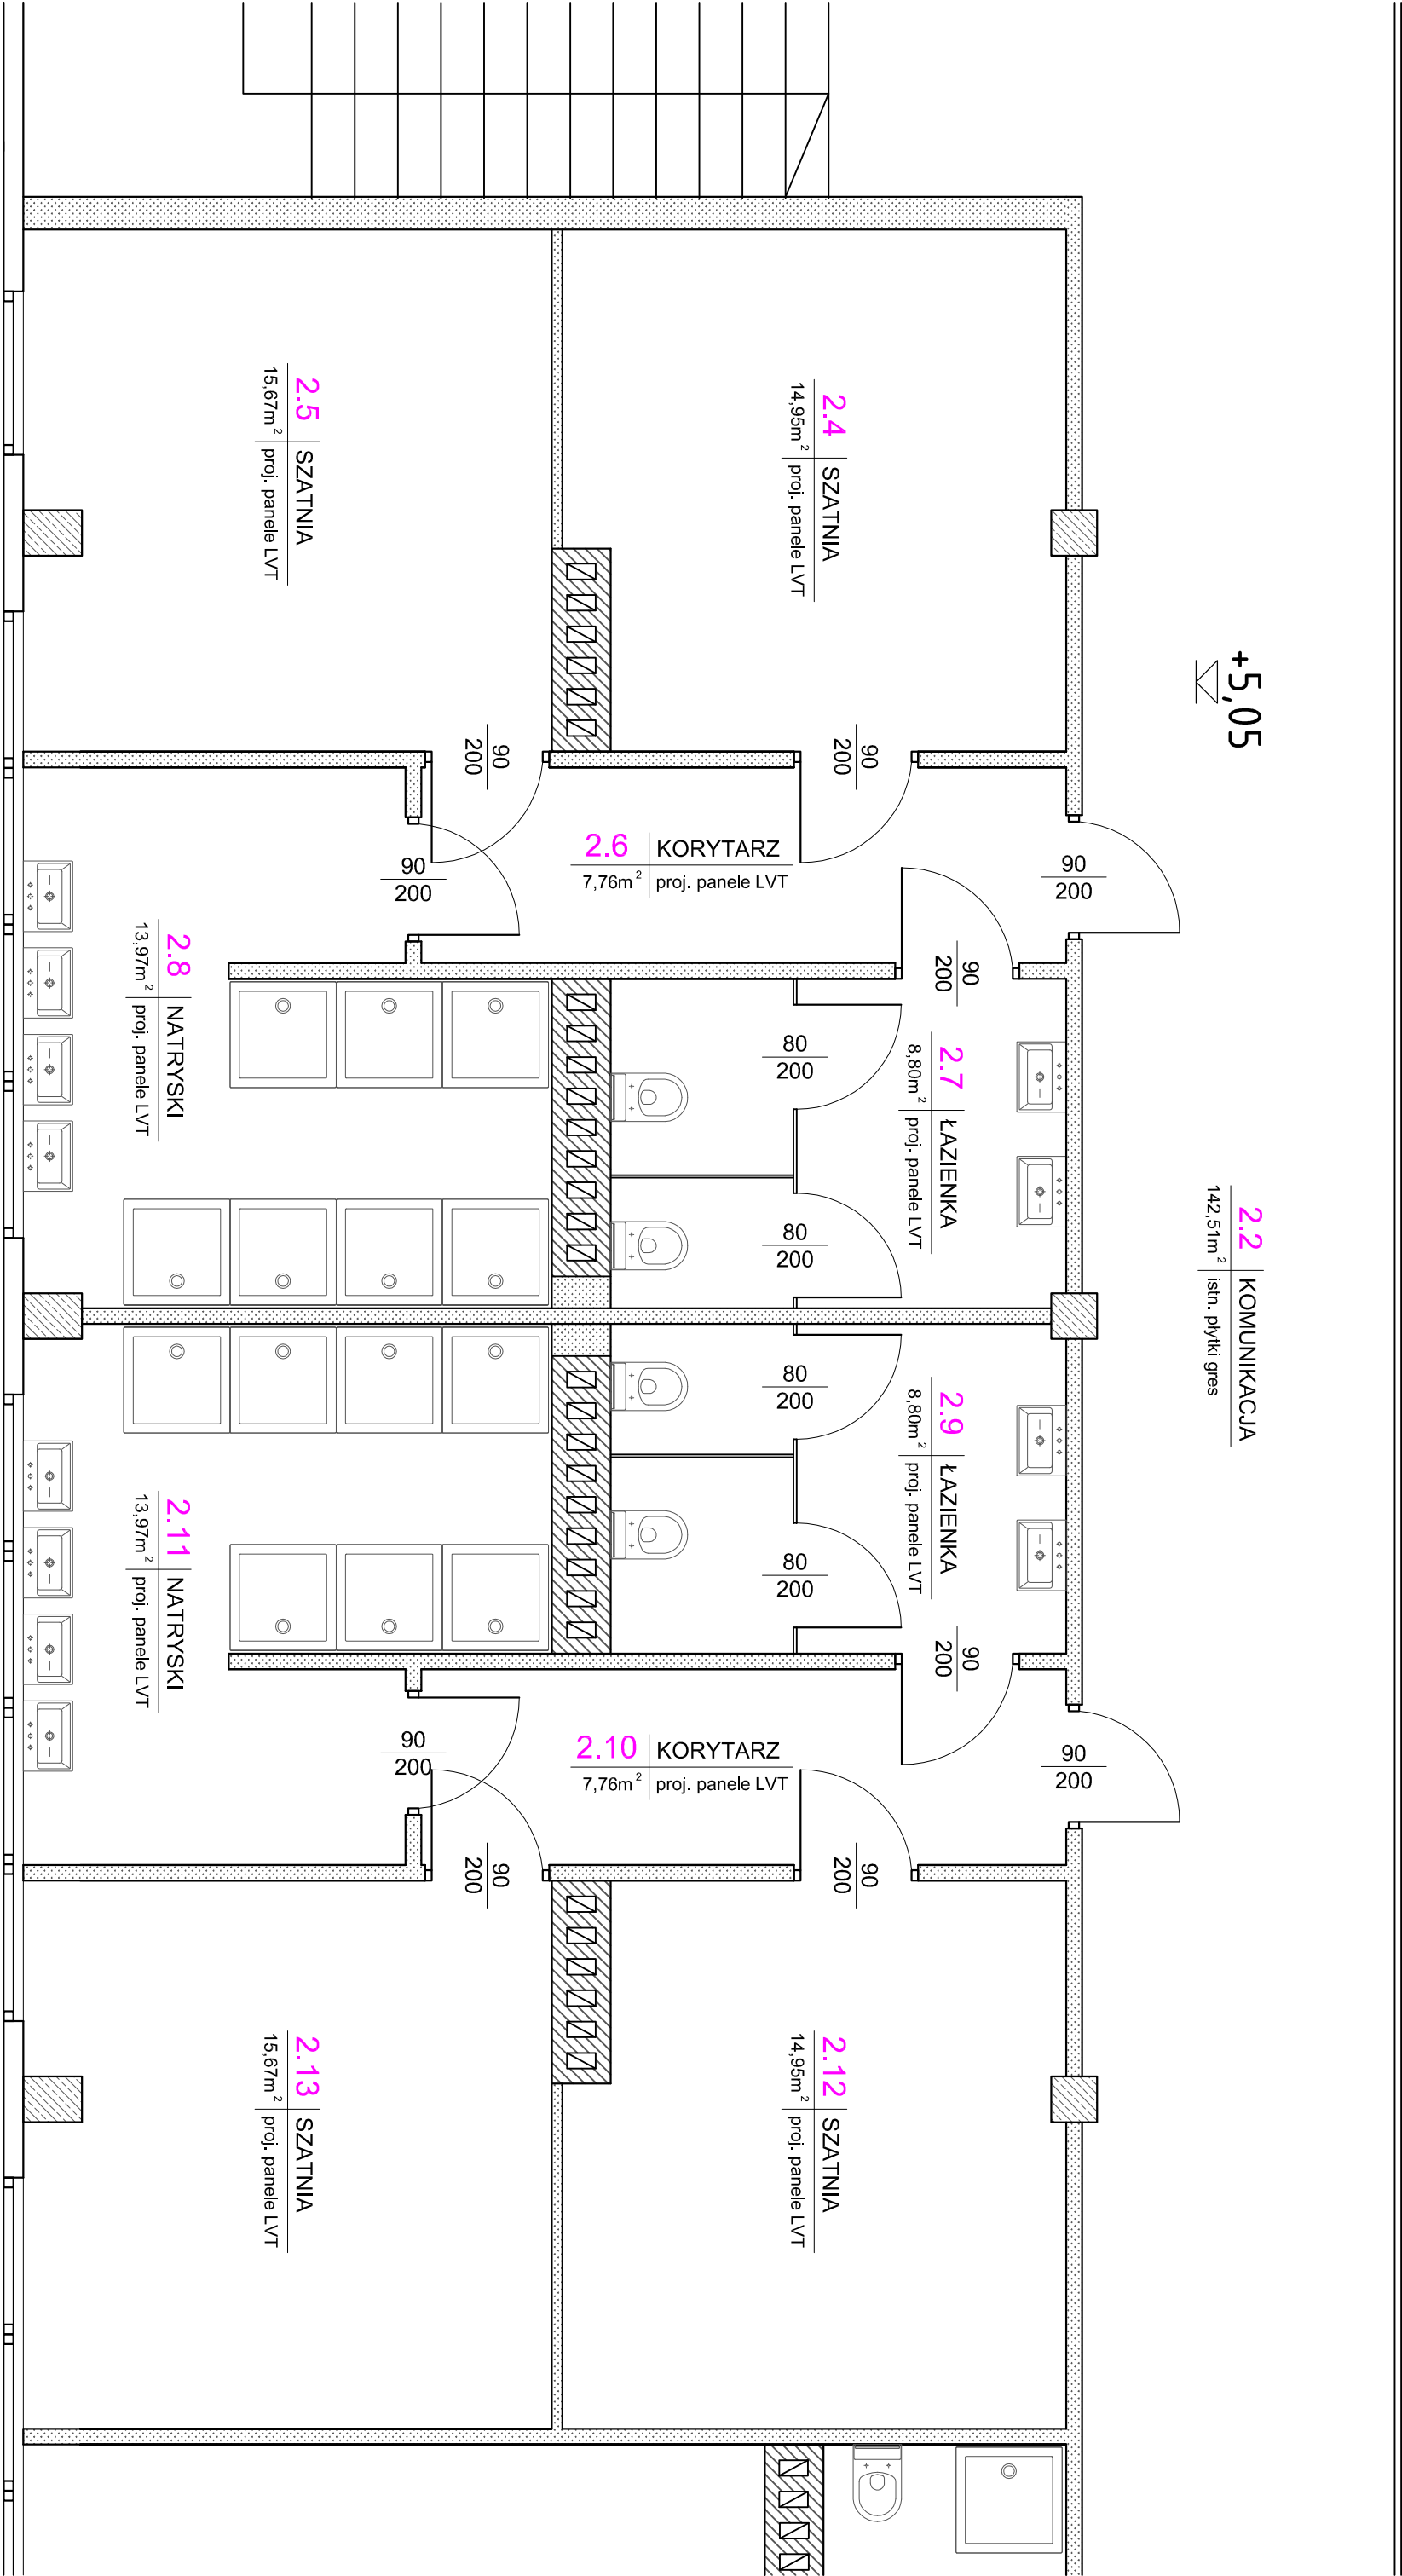 +5,05
2.2 KOMUNIKACJA
142,51m² istn. płytki gres
2.4 SZATNIA
14,95m² proj. panele LVT
2.5 SZATNIA
15,67m² proj. panele LVT
90
200
90
200
2.6 KORYTARZ
7,76m² proj. panele LVT
90
200
90
200
90
200
2.7 ŁAZIENKA
8,80m² proj. panele LVT
80
200
80
200
2.8 NATRYSKI
13,97m² proj. panele LVT
2.9 ŁAZIENKA
8,80m² proj. panele LVT
80
200
80
200
90
200
2.11 NATRYSKI
13,97m² proj. panele LVT
90
200
2.10 KORYTARZ
7,76m² proj. panele LVT
90
200
90
200
90
200
2.12 SZATNIA
14,95m² proj. panele LVT
2.13 SZATNIA
15,67m² proj. panele LVT